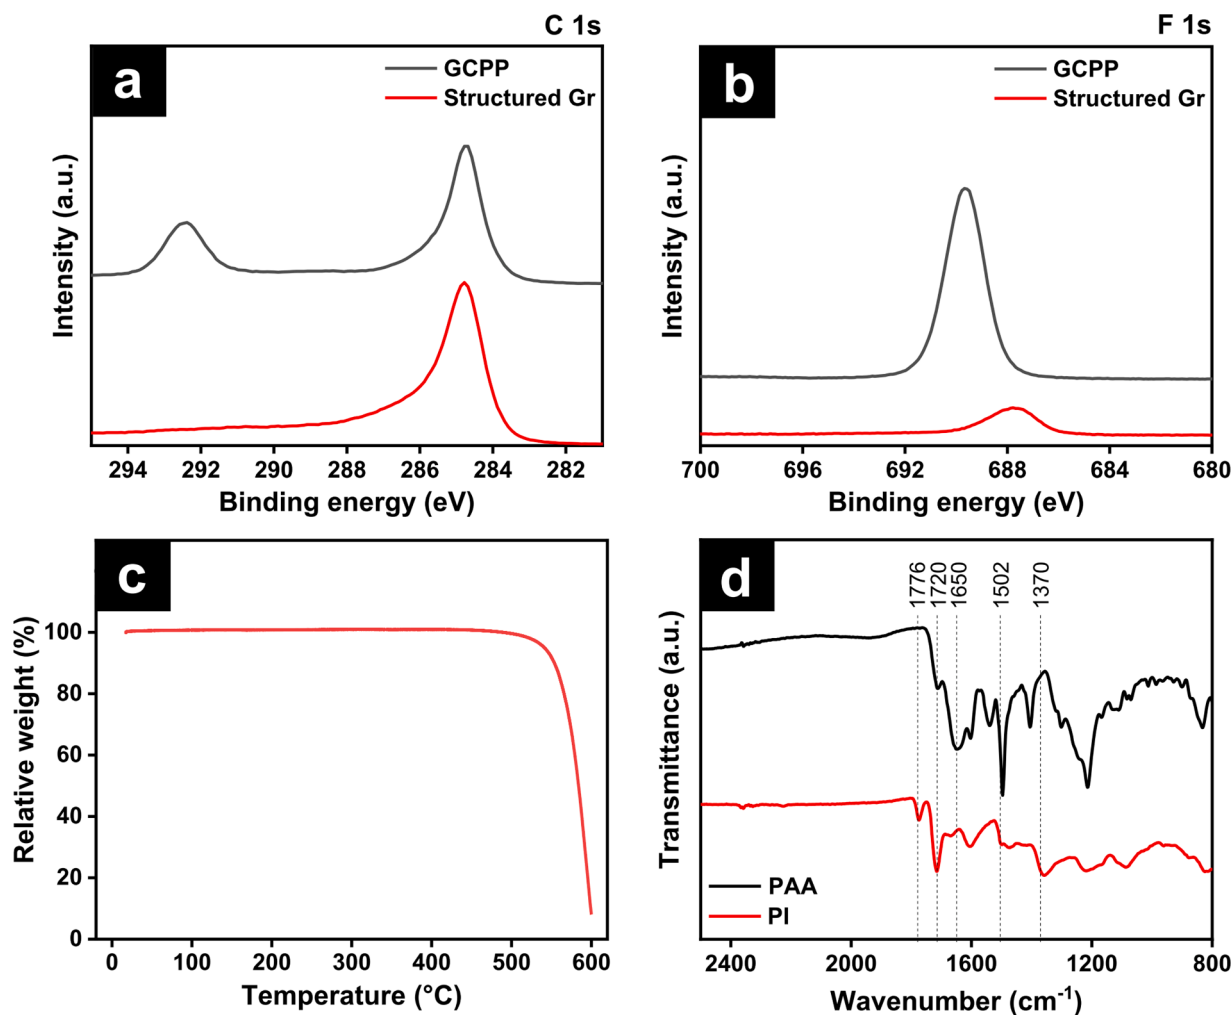 C 1s
a
GCPP
Structured Gr
Intensity (a.u.)
294 292 290 288 286 284 282
Binding energy (eV)
F 1s
b
GCPP
Structured Gr
Intensity (a.u.)
700 696 692 688 684 680
Binding energy (eV)
c
Relative weight (%)
100
80
60
40
20
0
0 100 200 300 400 500 600
Temperature (°C)
d
1776 1720 1650 1502 1370
Transmittance (a.u.)
PAA
PI
2400 2000 1600 1200 800
Wavenumber (cm⁻¹)